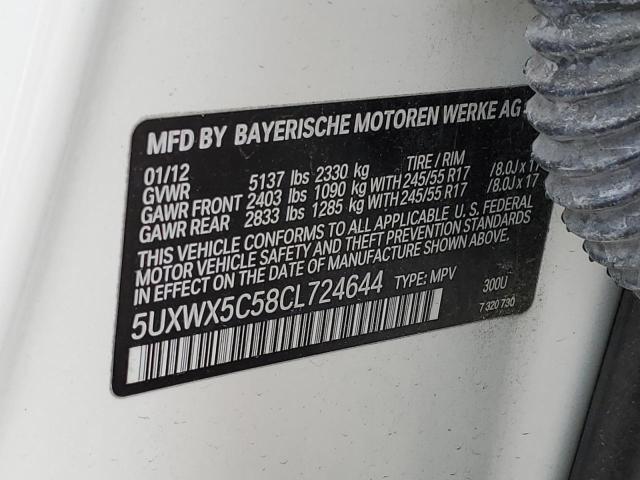 MFD BY BAYERISCHE MOTOREN WERKE AG
01/12 TIRE / RIM
GVWR 5137 lbs 2330 kg
GAWR FRONT 2403 lbs 1090 kg WITH 245/55 R17 /8.0J x 17
GAWR REAR 2833 lbs 1285 kg WITH 245/55 R17 /8.0J x 17
THIS VEHICLE CONFORMS TO ALL APPLICABLE U.S. FEDERAL
MOTOR VEHICLE SAFETY AND THEFT PREVENTION STANDARDS
IN EFFECT ON THE DATE OF MANUFACTURE SHOWN ABOVE.
5UXWX5C58CL724644 TYPE: MPV 300U
7 320 730